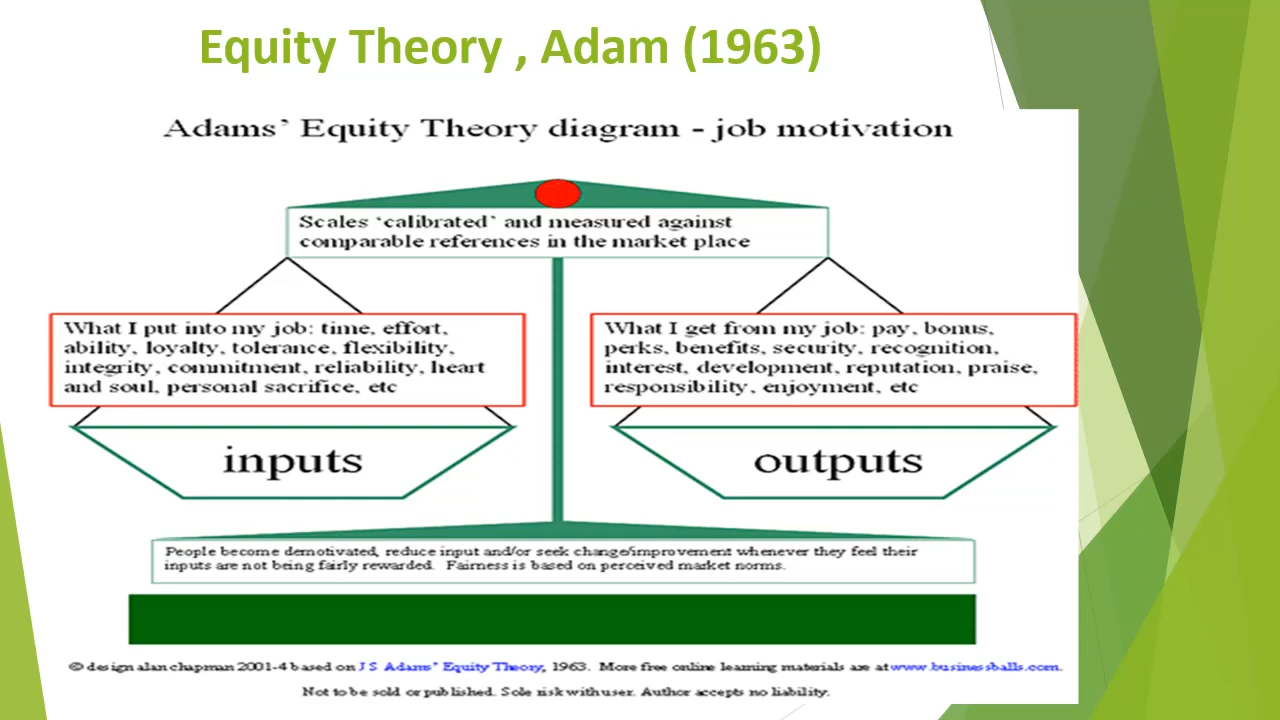 Equity Theory , Adam (1963)
Adams' Equity Theory diagram - job motivation
Scales 'calibrated' and measured against
comparable references in the market place
What I put into my job: time, effort,
ability, loyalty, tolerance, flexibility,
integrity, commitment, reliability, heart
and soul, personal sacrifice, etc
What I get from my job: pay, bonus,
perks, benefits, security, recognition,
interest, development, reputation, praise,
responsibility, enjoyment, etc
inputs
outputs
People become demotivated, reduce input and/or seek change/improvement whenever they feel their
inputs are not being fairly rewarded. Fairness is based on perceived market norms.
© design alan chapman 2001-4 based on J S Adams' Equity Theory, 1963. More free online learning materials are at www.businessballs.com.
Not to be sold or published. Sole risk with user. Author accepts no liability.